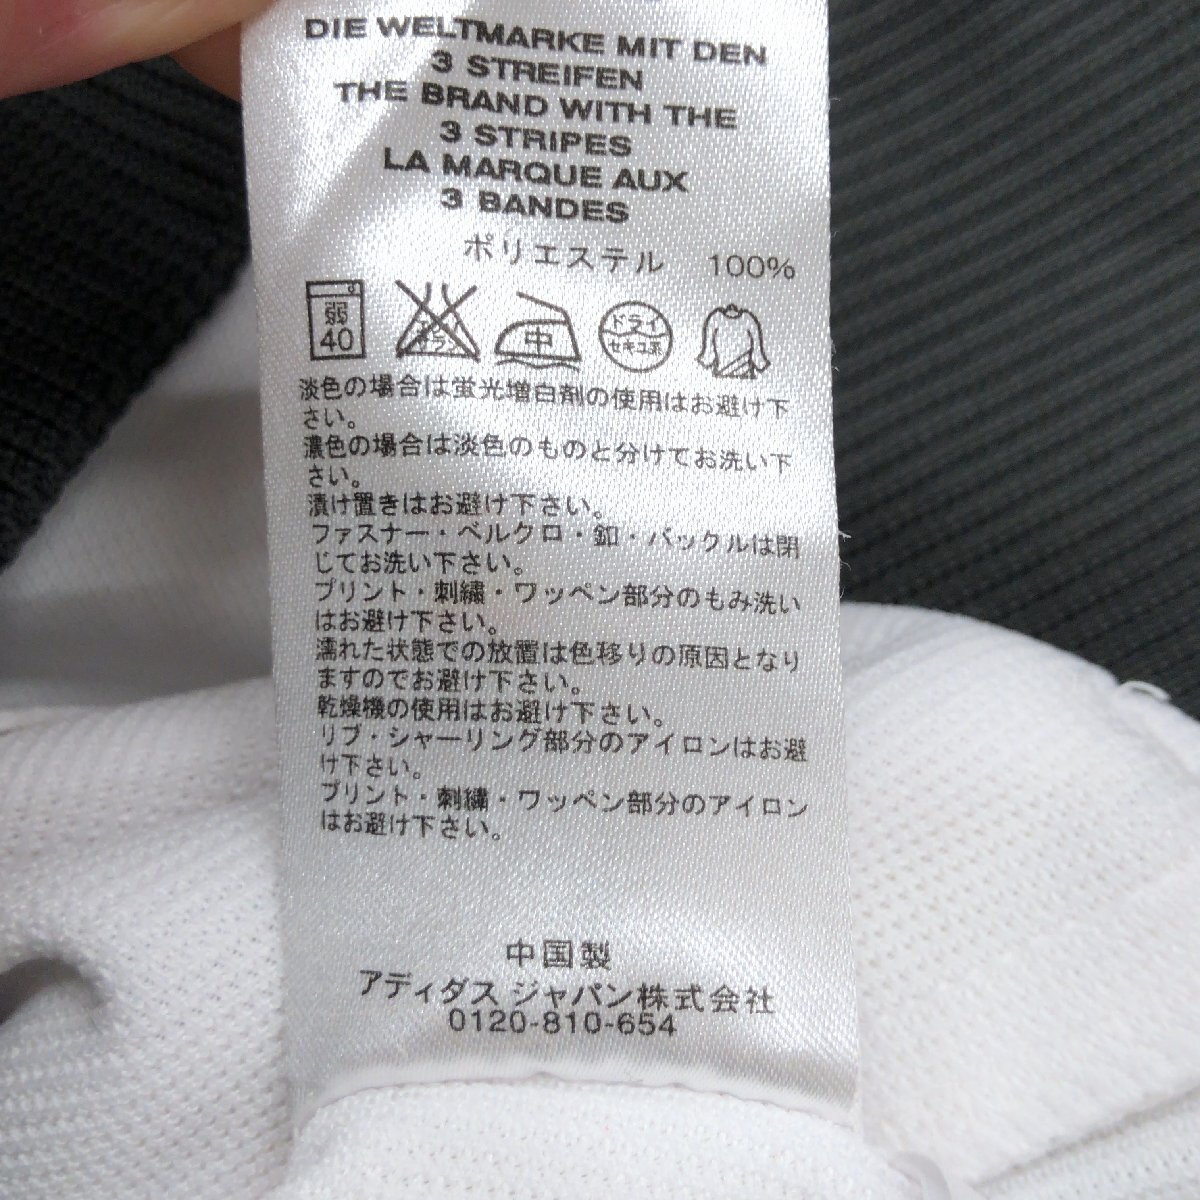 DIE WELTMARKE MIT DEN
3 STREIFEN
THE BRAND WITH THE
3 STRIPES
LA MARQUE AUX
3 BANDES
ポリエステル 100%
弱
40
中
ドライ
セキユ系
淡色の場合は蛍光増白剤の使用はお避け下
さい。
濃色の場合は淡色のものと分けてお洗い下
さい。
漬け置きはお避け下さい。
ファスナー・ベルクロ・釦・バックルは閉
じてお洗い下さい。
プリント・刺繍・ワッペン部分のもみ洗い
はお避け下さい。
濡れた状態での放置は色移りの原因となり
ますのでお避け下さい。
乾燥機の使用はお避け下さい。
リブ・シャーリング部分のアイロンはお避
け下さい。
プリント・刺繍・ワッペン部分のアイロン
はお避け下さい。
中国製
アディダス ジャパン株式会社
0120-810-654